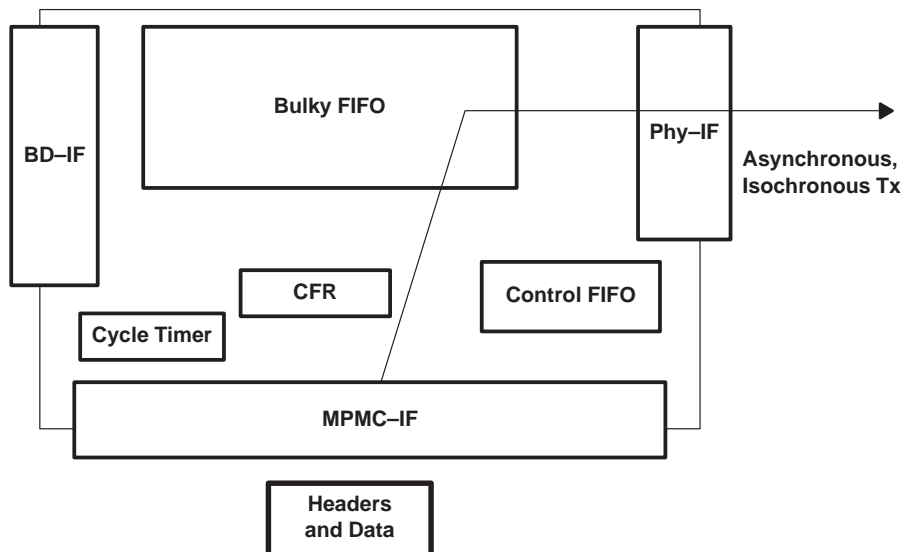 Bulky FIFO
BD–IF
Phy–IF
Asynchronous,
Isochronous Tx
CFR
Control FIFO
Cycle Timer
MPMC–IF
Headers
and Data